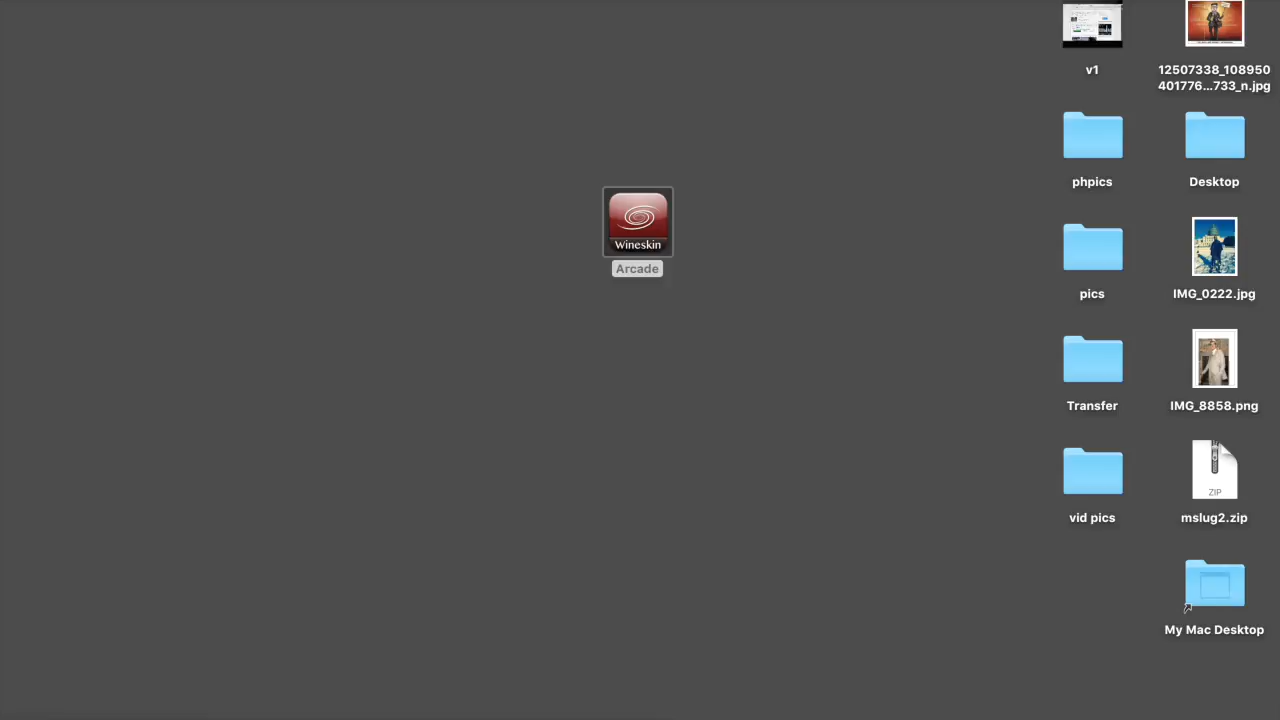 v1
12507338_108950
401776...733_n.jpg
phpics
Desktop
Wineskin
Arcade
pics
IMG_0222.jpg
Transfer
IMG_8858.png
ZIP
vid pics
mslug2.zip
My Mac Desktop